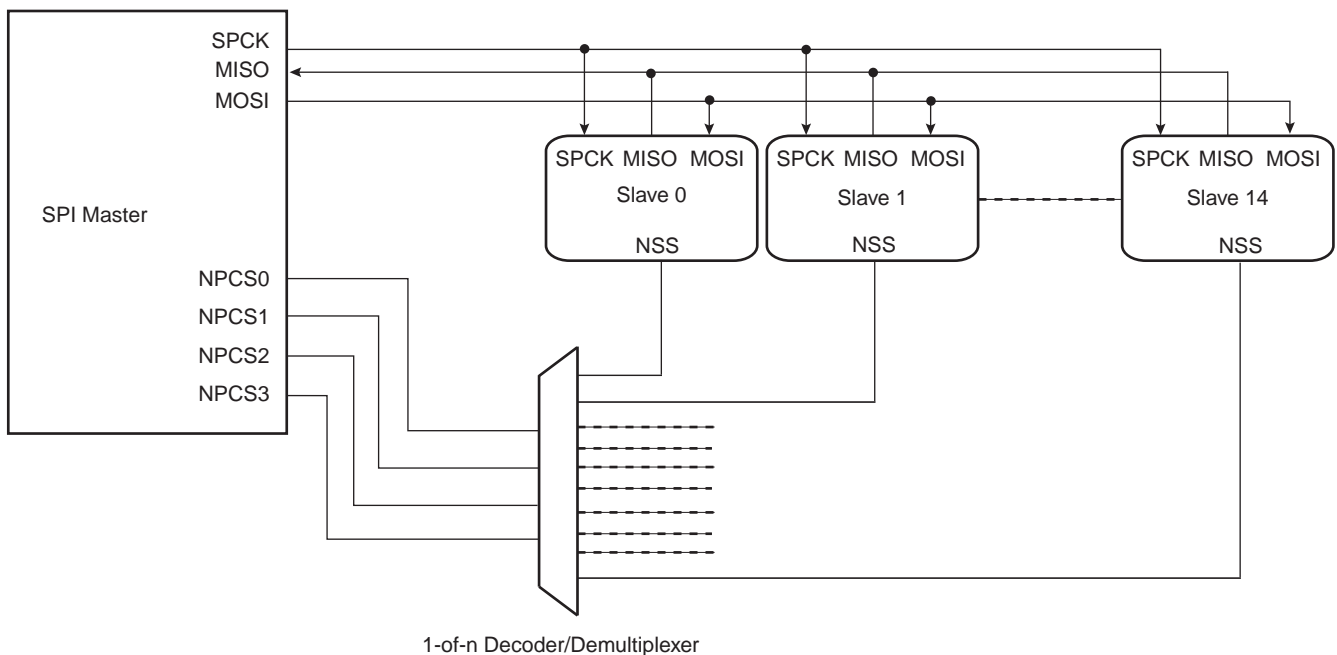 SPCK
MISO
MOSI
SPI Master
NPCS0
NPCS1
NPCS2
NPCS3
SPCK MISO MOSI
Slave 0
NSS
SPCK MISO MOSI
Slave 1
NSS
SPCK MISO MOSI
Slave 14
NSS
1-of-n Decoder/Demultiplexer